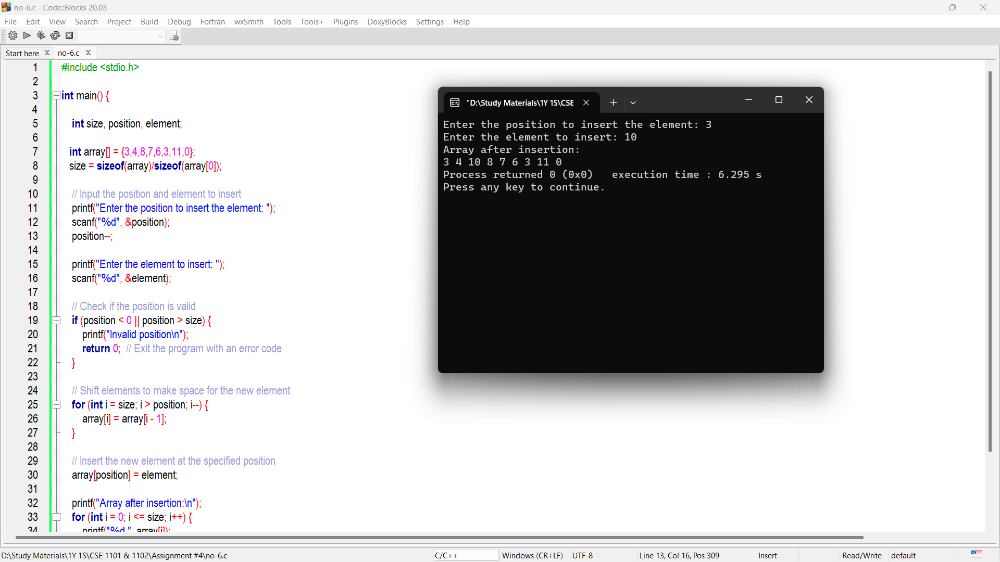 no-6.c - Code::Blocks 20.03
File Edit View Search Project Build Debug Fortran wxSmith Tools Tools+ Plugins DoxyBlocks Settings Help
Start here no-6.c
1 #include <stdio.h>
2
3 int main() {
4
5 int size, position, element;
6
7 int array[] = {3,4,8,7,6,3,11,0};
8 size = sizeof(array)/sizeof(array[0]);
9
10 // Input the position and element to insert
11 printf("Enter the position to insert the element: ");
12 scanf("%d", &position);
13 position--;
14
15 printf("Enter the element to insert: ");
16 scanf("%d", &element);
17
18 // Check if the position is valid
19 if (position < 0 || position > size) {
20 printf("Invalid position\n");
21 return 0; // Exit the program with an error code
22 }
23
24 // Shift elements to make space for the new element
25 for (int i = size; i > position; i--) {
26 array[i] = array[i - 1];
27 }
28
29 // Insert the new element at the specified position
30 array[position] = element;
31
32 printf("Array after insertion:\n");
33 for (int i = 0; i <= size; i++) {
34 printf("%d ", array[i]);
"D:\Study Materials\1Y 1S\CSE
Enter the position to insert the element: 3
Enter the element to insert: 10
Array after insertion:
3 4 10 8 7 6 3 11 0
Process returned 0 (0x0)   execution time : 6.295 s
Press any key to continue.
D:\Study Materials\1Y 1S\CSE 1101 & 1102\Assignment #4\no-6.c C/C++ Windows (CR+LF) UTF-8 Line 13, Col 16, Pos 309 Insert Read/Write default